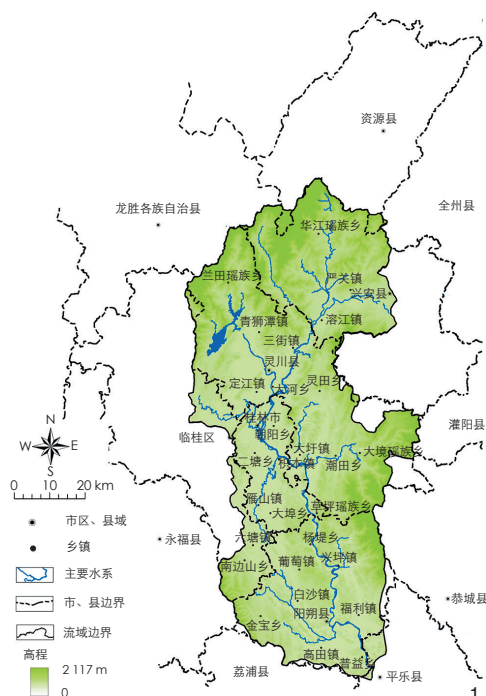 资源县
全州县
龙胜各族自治县
华江瑶族乡
兰田瑶族乡
严关镇
兴安县
青狮潭镇
溶江镇
三街镇
灵川县
定江镇
灵田乡
大河乡
桂林市
朝阳乡
灌阳县
临桂区
大圩镇
大境瑶族乡
二塘乡
潮田乡
雁山镇
草坪瑶族乡
大埠乡
六塘镇
杨堤乡
永福县
兴坪镇
南边山乡
葡萄镇
白沙镇
恭城县
阳朔县
福利镇
金宝乡
高田镇
普益乡
荔浦县
平乐县
N
W
E
S
0 10 20 km
市区、县域
乡镇
主要水系
市、县边界
流域边界
高程
2 117 m
0
1